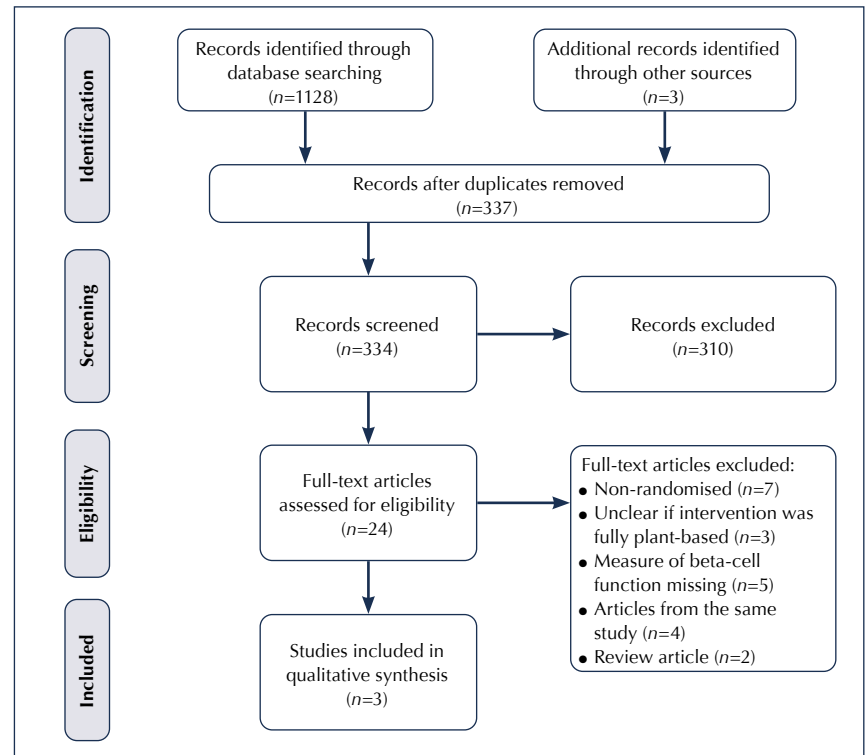 Identification
Records identified through
database searching
(n=1128)
Additional records identified
through other sources
(n=3)
Records after duplicates removed
(n=337)
Screening
Records screened
(n=334)
Records excluded
(n=310)
Eligibility
Full-text articles
assessed for eligibility
(n=24)
Full-text articles excluded:
● Non-randomised (n=7)
● Unclear if intervention was
fully plant-based (n=3)
● Measure of beta-cell
function missing (n=5)
● Articles from the same
study (n=4)
● Review article (n=2)
Included
Studies included in
qualitative synthesis
(n=3)